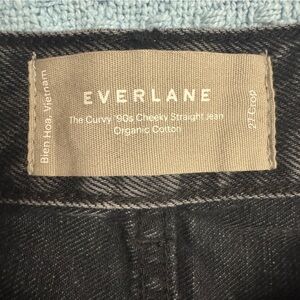 Bien Hoa, Vietnam
EVERLANE
The Curvy '90s Cheeky Straight Jean
Organic Cotton
27 Crop